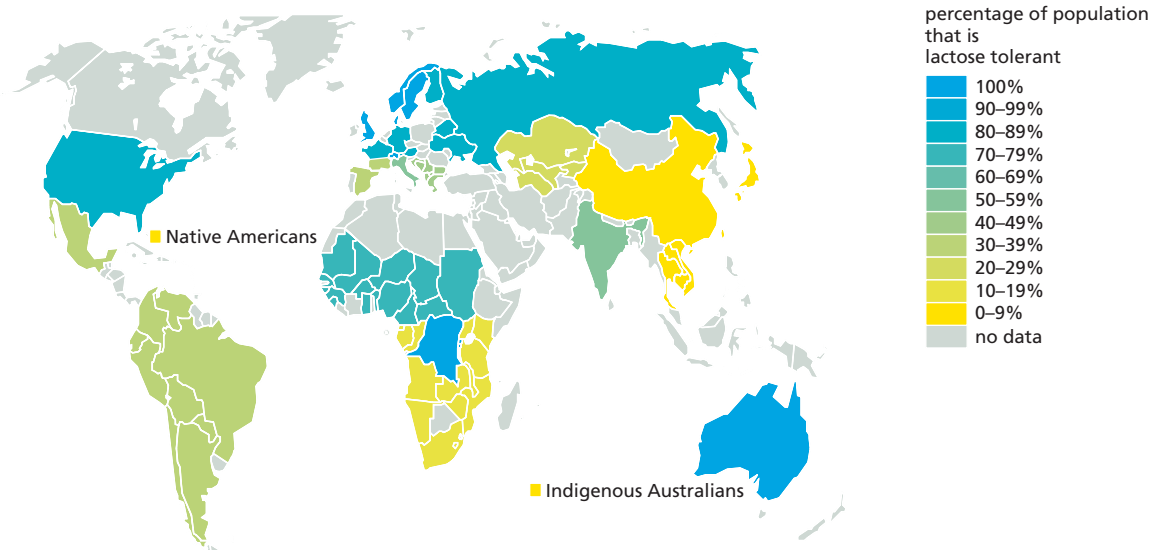 percentage of population
that is
lactose tolerant
100%
90–99%
80–89%
70–79%
60–69%
50–59%
40–49%
30–39%
20–29%
10–19%
0–9%
no data
Native Americans
Indigenous Australians